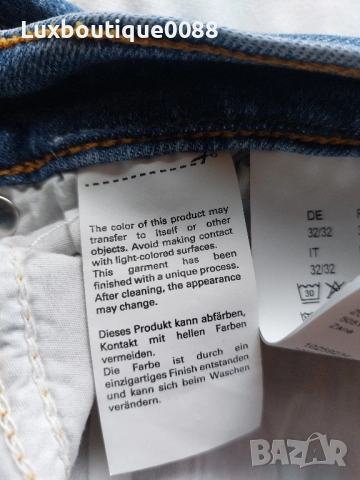 Luxboutique0088
The color of this product may
transfer to itself or other
objects. Avoid making contact
with light-colored surfaces.
This garment has been
finished with a unique process.
After cleaning, the appearance
may change.
Dieses Produkt kann abfärben,
Kontakt mit hellen Farben
vermeiden.
Die Farbe ist durch ein
einzigartiges Finish entstanden
und kann sich beim Waschen
verändern.
DE
32/32
IT
32/32
30
BAZAR